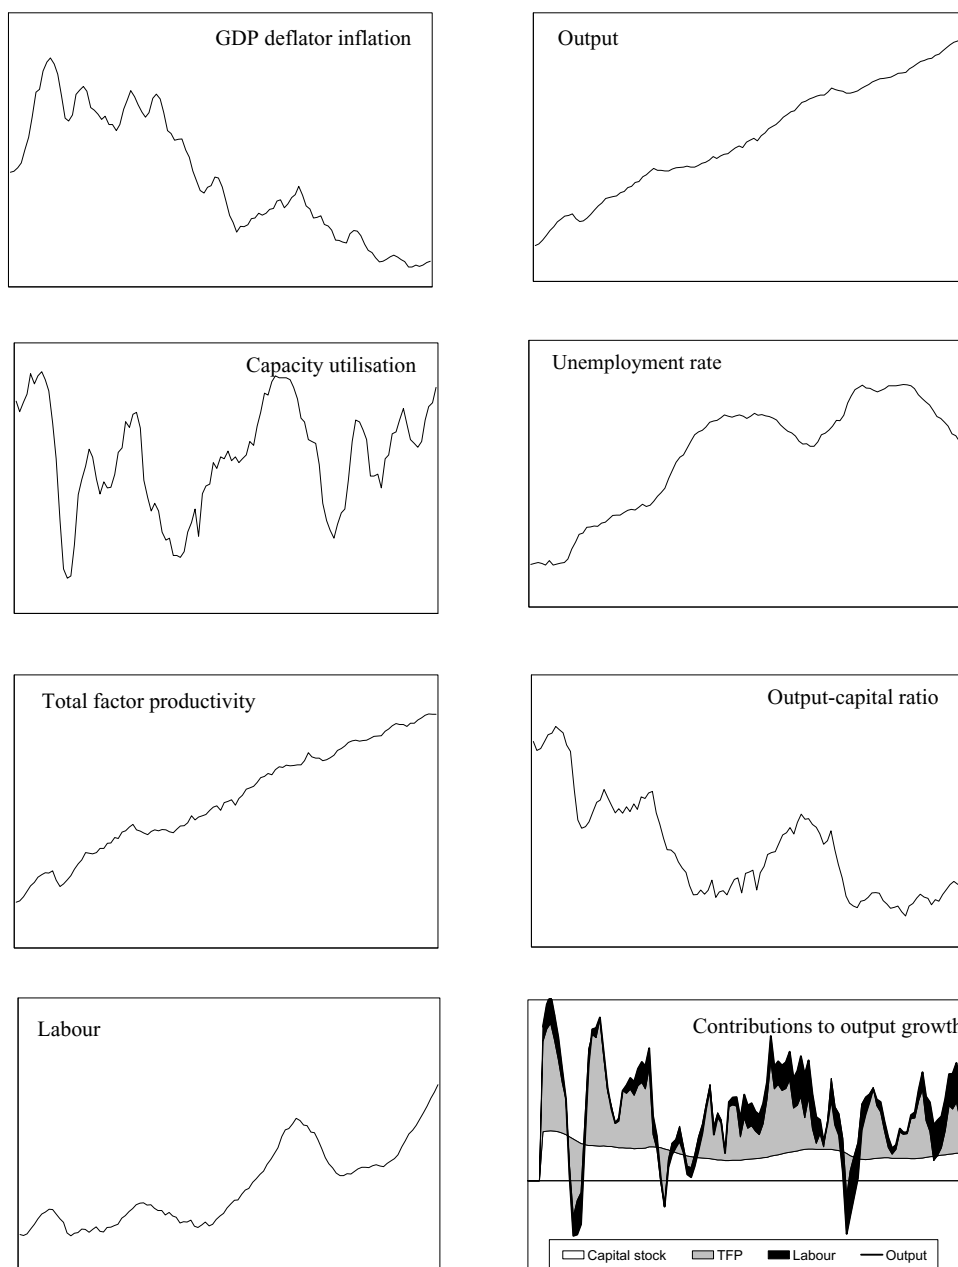 GDP deflator inflation
Output
Capacity utilisation
Unemployment rate
Total factor productivity
Output-capital ratio
Labour
Contributions to output growth
Capital stock TFP Labour Output